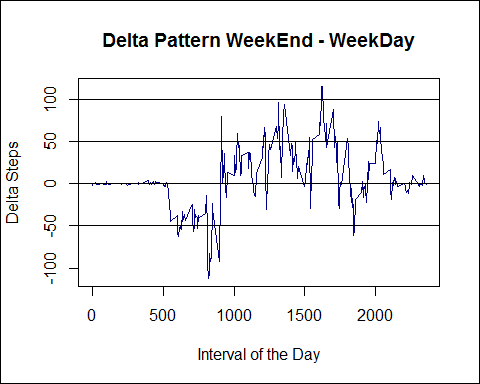 Delta Pattern WeekEnd - WeekDay
Delta Steps
100
50
0
-50
-100
0 500 1000 1500 2000
Interval of the Day